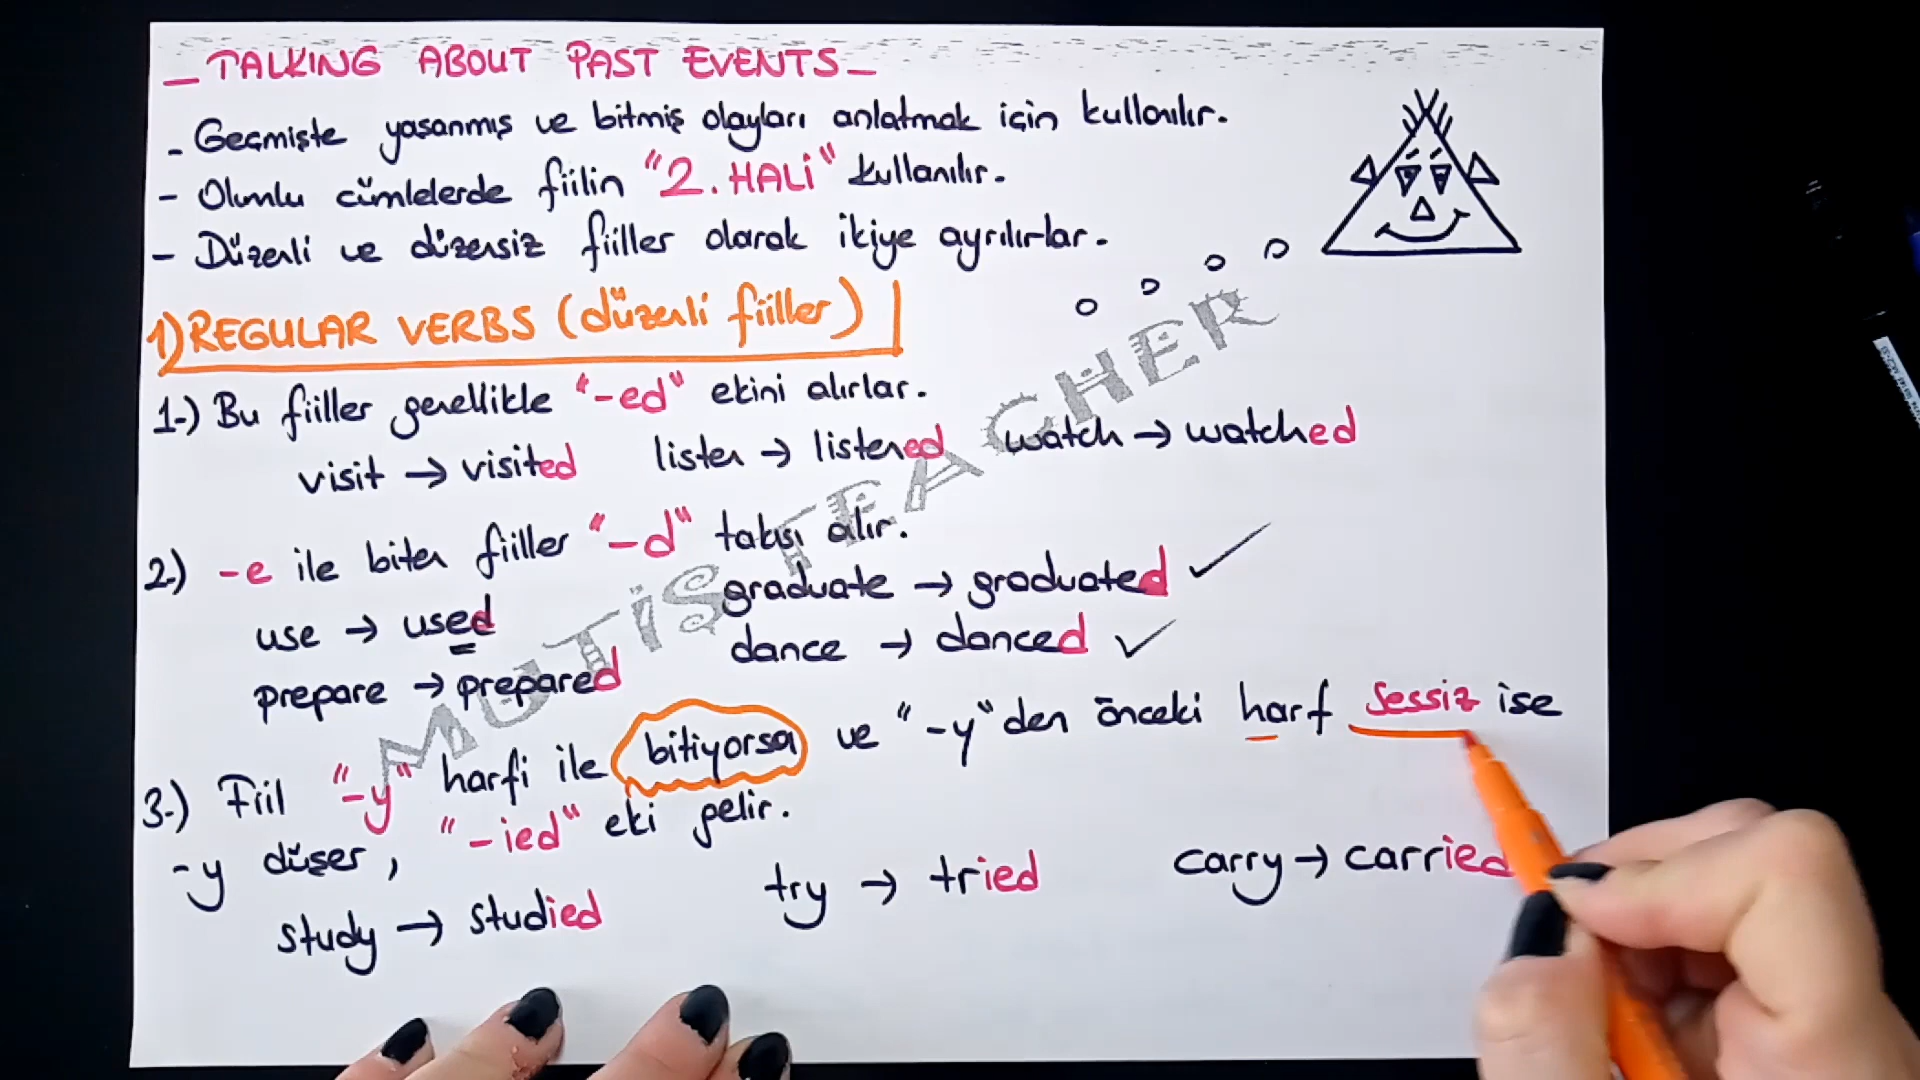 _TALKING ABOUT PAST EVENTS_
- Geçmişte yaşanmış ve bitmiş olayları anlatmak için kullanılır.
- Olumlu cümlelerde fiilin "2. HALİ" kullanılır.
- Düzenli ve düzensiz fiiller olarak ikiye ayrılırlar.
1) REGULAR VERBS (düzenli fiiller)
1-) Bu fiiller genellikle "-ed" ekini alırlar.
visit → visited listen → listened watch → watched
2-) -e ile biten fiiller "-d" takısı alır.
use → used graduate → graduated ✓
prepare → prepared dance → danced ✓
3-) Fiil "-y" harfi ile bitiyorsa ve "-y"den önceki harf sessiz ise
-y düşer, "-ied" eki gelir.
study → studied try → tried carry → carried
MUTİŞ TEACHER